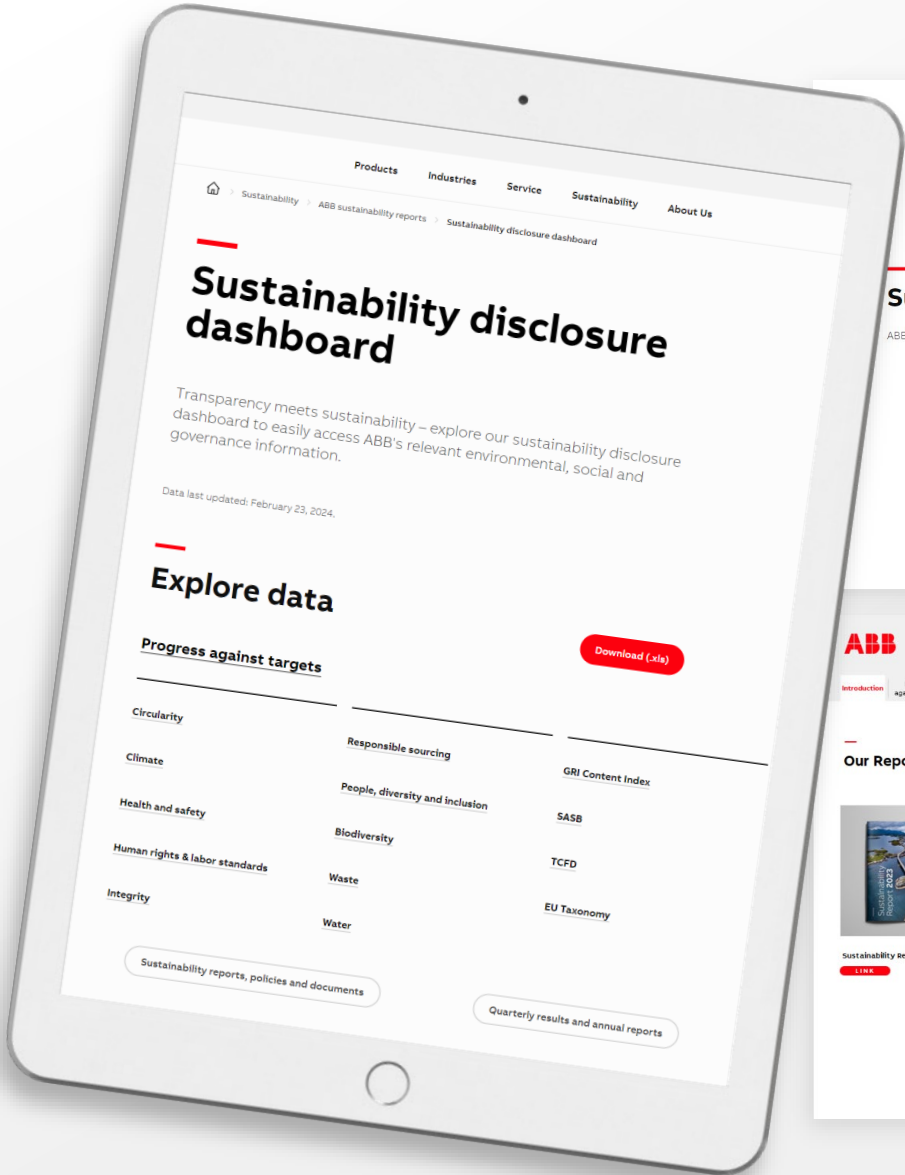 Products
Industries
Service
Sustainability
About Us
Sustainability
ABB sustainability reports
Sustainability disclosure dashboard
Sustainability disclosure
dashboard
Transparency meets sustainability – explore our sustainability disclosure
dashboard to easily access ABB's relevant environmental, social and
governance information.
Data last updated: February 23, 2024.
Explore data
Progress against targets
Download (.xls)
Circularity
Climate
Health and safety
Human rights & labor standards
Integrity
Responsible sourcing
People, diversity and inclusion
Biodiversity
Waste
Water
GRI Content Index
SASB
TCFD
EU Taxonomy
Sustainability reports, policies and documents
Quarterly results and annual reports
ABB
ABB
Introduction
Our
Sustainability
Report 2023
Sustainability
LINK